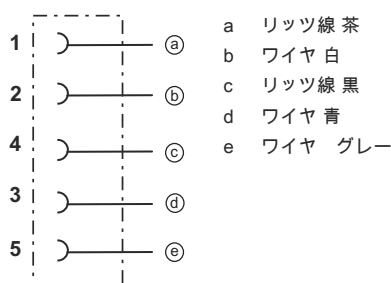 1 ⓐ
2 ⓑ
4 ⓒ
3 ⓓ
5 ⓔ
a リッツ線 茶
b ワイヤ 白
c リッツ線 黒
d ワイヤ 青
e ワイヤ　グレー